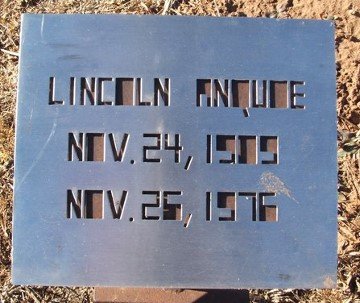 LINCOLN ANQUOE
NOV. 24, 1909
NOV. 26, 1976